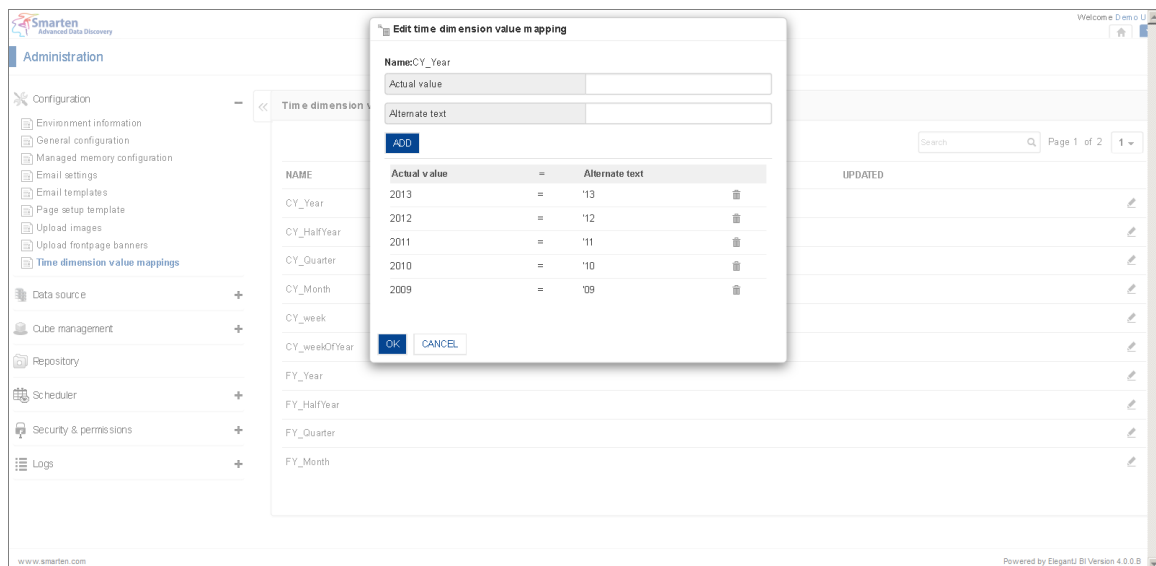 Smarten
Advanced Data Discovery
Welcome Demo U
Administration
Configuration
Environment information
General configuration
Managed memory configuration
Email settings
Email templates
Page setup template
Upload images
Upload frontpage banners
Time dimension value mappings
Data source
Cube management
Repository
Scheduler
Security & permissions
Logs
Time dimension v
Search
Page 1 of 2
1
NAME
UPDATED
CY_Year
CY_HalfYear
CY_Quarter
CY_Month
CY_week
CY_weekOfYear
FY_Year
FY_HalfYear
FY_Quarter
FY_Month
Edit time dimension value mapping
Name:CY_Year
Actual value
Alternate text
ADD
Actual value = Alternate text
2013 = '13
2012 = '12
2011 = '11
2010 = '10
2009 = '09
OK CANCEL
www.smarten.com
Powered by ElegantJ BI Version 4.0.0.B